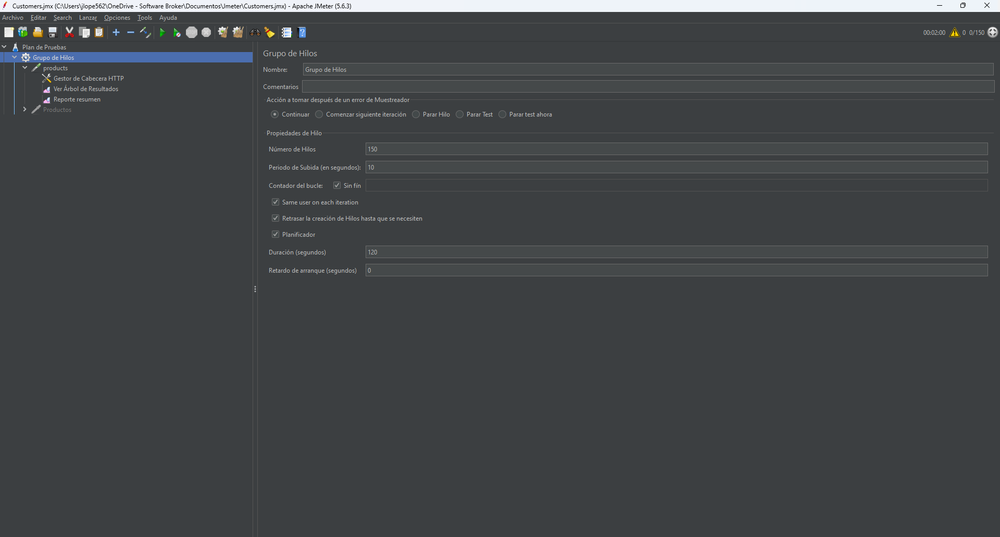 Customers.jmx (C:\Users\jlope562\OneDrive - Software Broker\Documentos\Jmeter\Customers.jmx) - Apache JMeter (5.6.3)
Archivo Editar Search Lanzar Opciones Tools Ayuda
STOP
?
00:02:00 0 0/150
Plan de Pruebas
Grupo de Hilos
products
Gestor de Cabecera HTTP
Ver Árbol de Resultados
Reporte resumen
Productos
Grupo de Hilos
Nombre: Grupo de Hilos
Comentarios
Acción a tomar después de un error de Muestreador
Continuar Comenzar siguiente iteración Parar Hilo Parar Test Parar test ahora
Propiedades de Hilo
Número de Hilos 150
Periodo de Subida (en segundos): 10
Contador del bucle: Sin fín
Same user on each iteration
Retrasar la creación de Hilos hasta que se necesiten
Planificador
Duración (segundos) 120
Retardo de arranque (segundos) 0